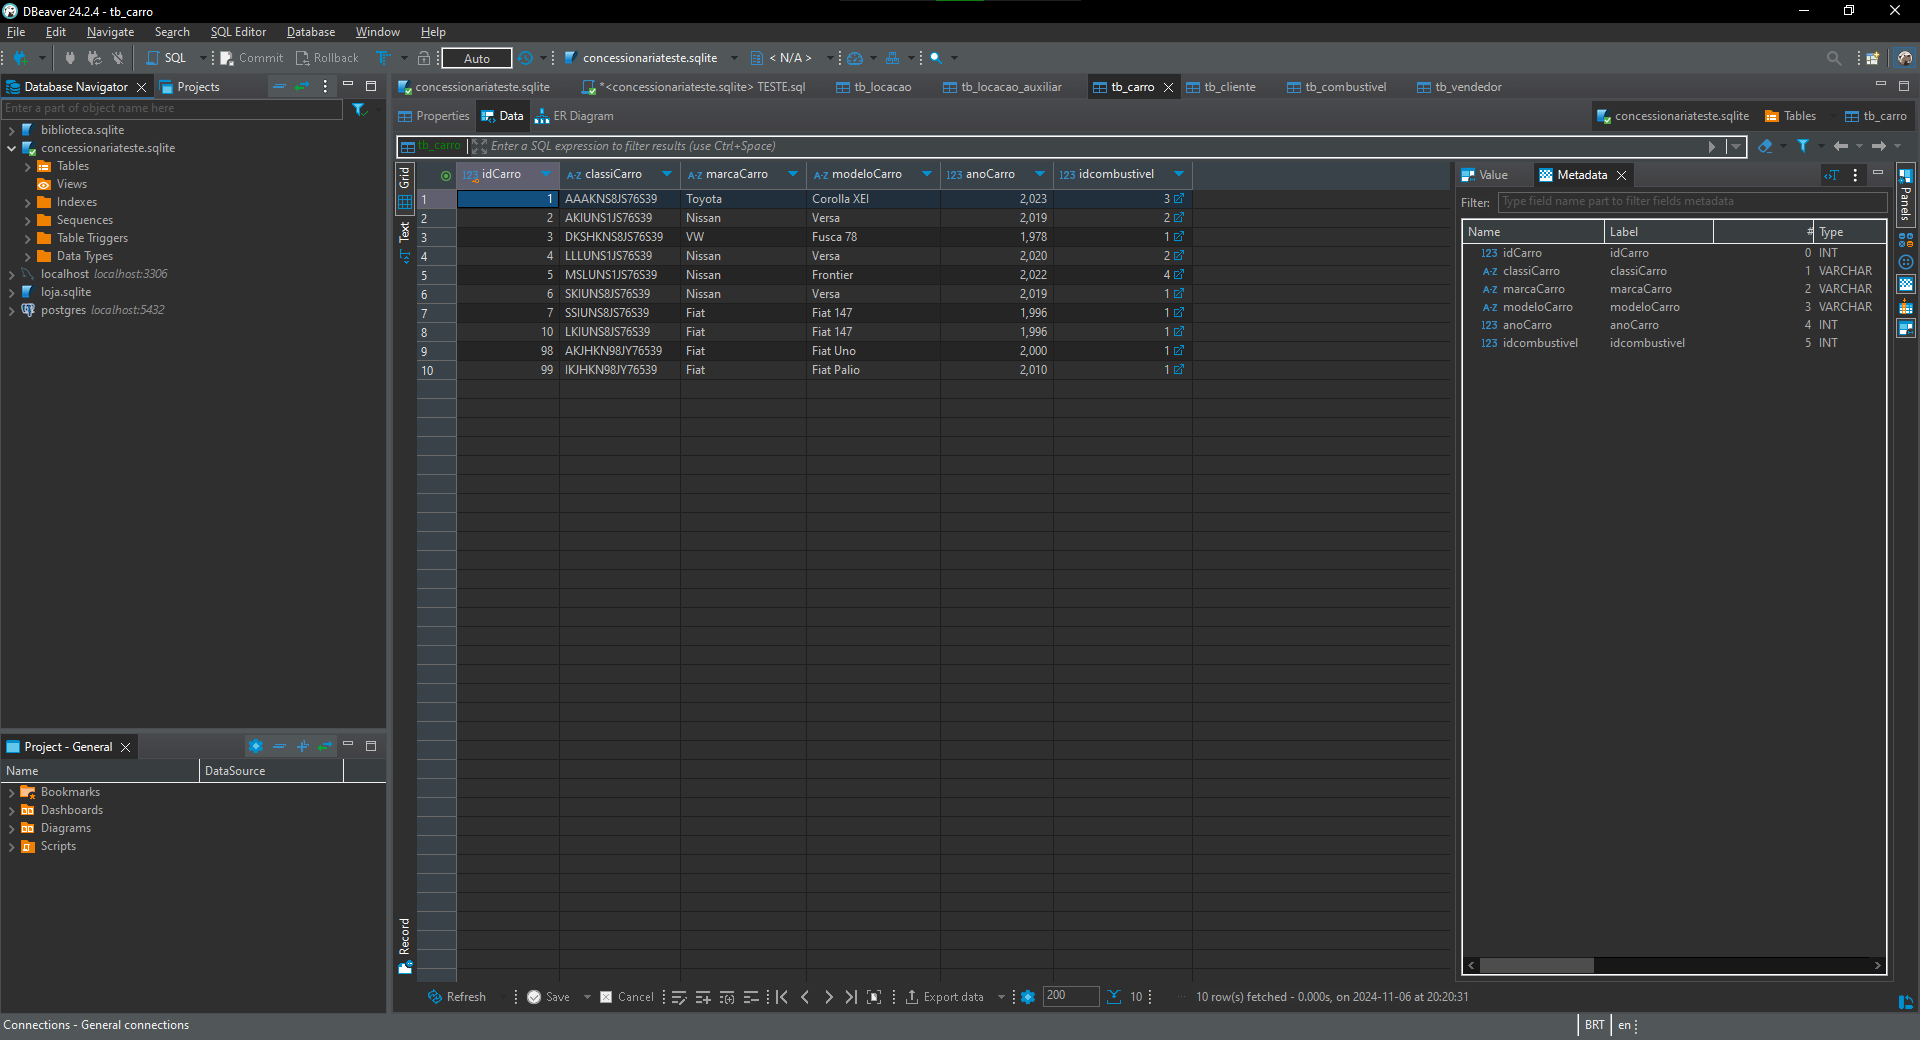 DBeaver 24.2.4 - tb_carro
File Edit Navigate Search SQL Editor Database Window Help
SQL Commit Rollback Auto concessionariateste.sqlite < N/A >
Database Navigator Projects
Enter a part of object name here
biblioteca.sqlite
concessionariateste.sqlite
Tables
Views
Indexes
Sequences
Table Triggers
Data Types
localhost localhost:3306
loja.sqlite
postgres localhost:5432
Project - General
Name DataSource
Bookmarks
Dashboards
Diagrams
Scripts
concessionariateste.sqlite *<concessionariateste.sqlite> TESTE.sql tb_locacao tb_locacao_auxiliar tb_carro tb_cliente tb_combustivel tb_vendedor
Properties Data ER Diagram concessionariateste.sqlite Tables tb_carro
tb_carro Enter a SQL expression to filter results (use Ctrl+Space)
Grid
Text
Record
123 idCarro A-Z classiCarro A-Z marcaCarro A-Z modeloCarro 123 anoCarro 123 idcombustivel
1 1 AAAKNS8JS76S39 Toyota Corolla XEI 2,023 3
2 2 AKIUNS1JS76S39 Nissan Versa 2,019 2
3 3 DKSHKNS8JS76S39 VW Fusca 78 1,978 1
4 4 LLLUNS1JS76S39 Nissan Versa 2,020 2
5 5 MSLUNS1JS76S39 Nissan Frontier 2,022 4
6 6 SKIUNS8JS76S39 Nissan Versa 2,019 1
7 7 SSIUNS8JS76S39 Fiat Fiat 147 1,996 1
8 10 LKIUNS8JS76S39 Fiat Fiat 147 1,996 1
9 98 AKJHKN98JY76539 Fiat Fiat Uno 2,000 1
10 99 IKJHKN98JY76539 Fiat Fiat Palio 2,010 1
Value Metadata
Filter: Type field name part to filter fields metadata
Name Label # Type
123 idCarro idCarro 0 INT
A-Z classiCarro classiCarro 1 VARCHAR
A-Z marcaCarro marcaCarro 2 VARCHAR
A-Z modeloCarro modeloCarro 3 VARCHAR
123 anoCarro anoCarro 4 INT
123 idcombustivel idcombustivel 5 INT
Panels
Refresh Save Cancel Export data 200 10 10 row(s) fetched - 0.000s, on 2024-11-06 at 20:20:31
Connections - General connections BRT en